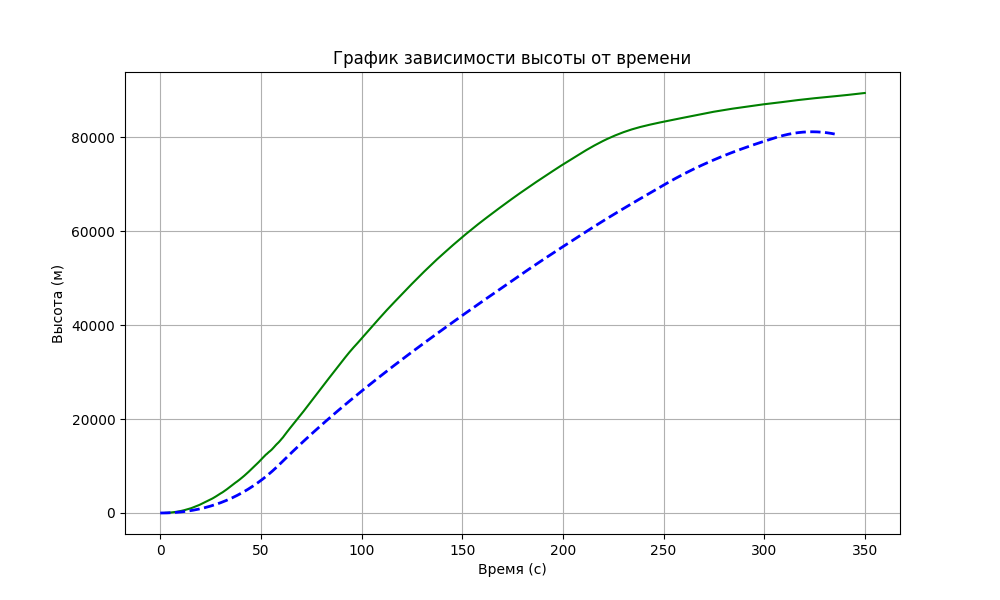 График зависимости высоты от времени
Высота (м)
80000
60000
40000
20000
0
0 50 100 150 200 250 300 350
Время (с)